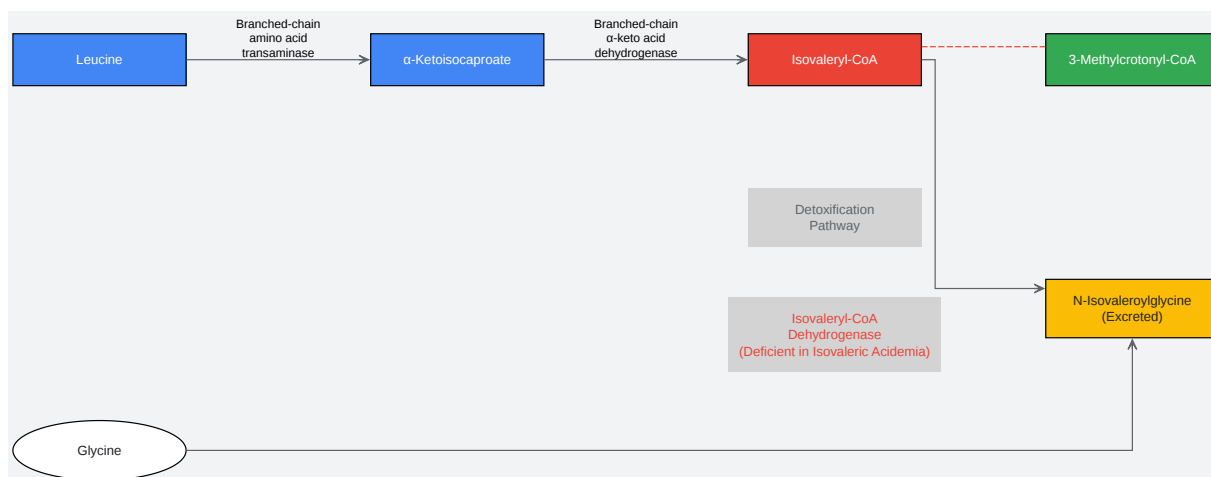 Branched-chain
amino acid
transaminase
Branched-chain
α-keto acid
dehydrogenase
Leucine
α-Ketoisocaproate
Isovaleryl-CoA
3-Methylcrotonyl-CoA
Detoxification
Pathway
N-Isovaleroylglycine
(Excreted)
Isovaleryl-CoA
Dehydrogenase
(Deficient in Isovaleric Acidemia)
Glycine